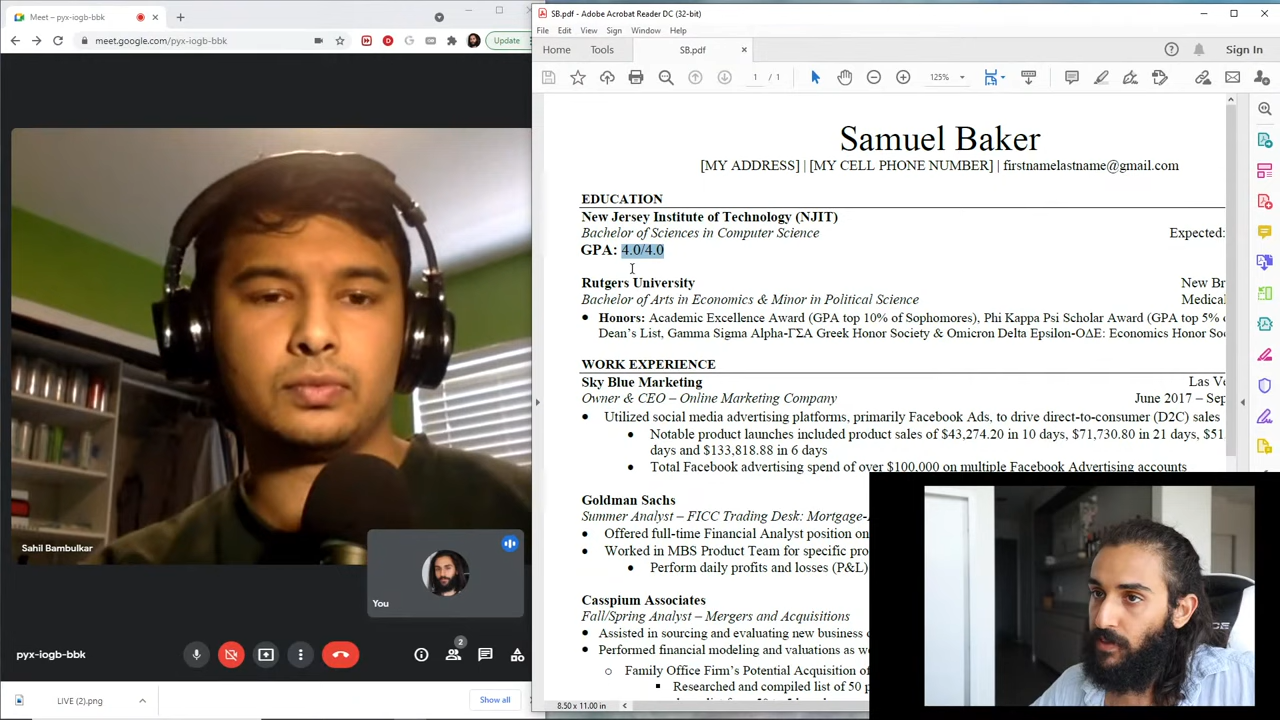 Meet – pyx-iogb-bbk
meet.google.com/pyx-iogb-bbk
Update
Sahil Bambulkar
You
pyx-iogb-bbk
2
LIVE (2).png
Show all
SB.pdf - Adobe Acrobat Reader DC (32-bit)
File Edit View Sign Window Help
Home Tools SB.pdf Sign In
1 / 1 125%
Samuel Baker
[MY ADDRESS] | [MY CELL PHONE NUMBER] | firstnamelastname@gmail.com
EDUCATION
New Jersey Institute of Technology (NJIT)
Bachelor of Sciences in Computer Science Expected:
GPA: 4.0/4.0
Rutgers University New Br
Bachelor of Arts in Economics & Minor in Political Science Medical
• Honors: Academic Excellence Award (GPA top 10% of Sophomores), Phi Kappa Psi Scholar Award (GPA top 5%
Dean's List, Gamma Sigma Alpha-ΓΣΑ Greek Honor Society & Omicron Delta Epsilon-ΟΔΕ: Economics Honor Soc
WORK EXPERIENCE
Sky Blue Marketing Las Ve
Owner & CEO – Online Marketing Company June 2017 – Sep
• Utilized social media advertising platforms, primarily Facebook Ads, to drive direct-to-consumer (D2C) sales
• Notable product launches included product sales of $43,274.20 in 10 days, $71,730.80 in 21 days, $51
days and $133,818.88 in 6 days
• Total Facebook advertising spend of over $100,000 on multiple Facebook Advertising accounts
Goldman Sachs
Summer Analyst – FICC Trading Desk: Mortgage-
• Offered full-time Financial Analyst position on
• Worked in MBS Product Team for specific pro
• Perform daily profits and losses (P&L)
Casspium Associates
Fall/Spring Analyst – Mergers and Acquisitions
• Assisted in sourcing and evaluating new business
• Performed financial modeling and valuations as w
○ Family Office Firm's Potential Acquisition of
▪ Researched and compiled list of 50 p
8.50 x 11.00 in